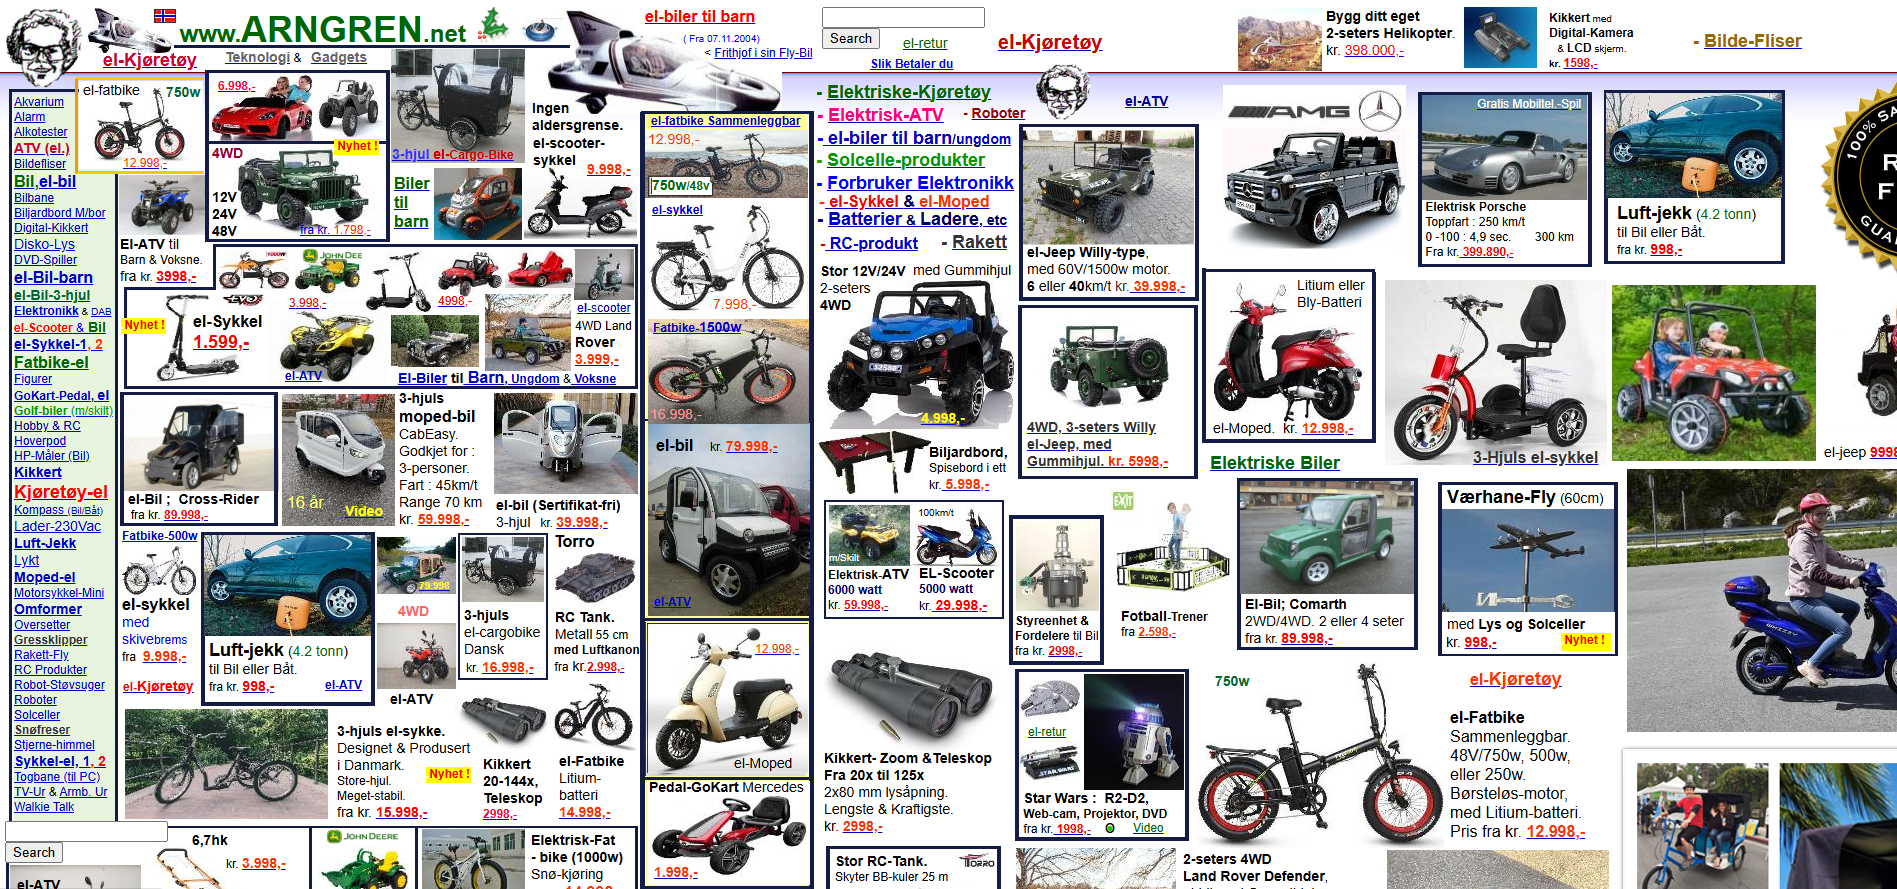 www.ARNGREN.net
el-Kjøretøy
Teknologi & Gadgets
el-biler til barn
( Fra 07.11.2004)
< Frithjof i sin Fly-Bil
Search
el-retur
Slik Betaler du
el-Kjøretøy
Bygg ditt eget
2-seters Helikopter.
kr. 398.000,-
Kikkert med
Digital-Kamera
& LCD skjerm.
kr. 1598,-
- Bilde-Fliser
Akvarium
Alarm
Alkotester
ATV (el.)
Bildefliser
Bil,el-bil
Bilbane
Biljardbord M/bor
Digital-Kikkert
Disko-Lys
DVD-Spiller
el-Bil-barn
el-Bil-3-hjul
Elektronikk & DAB
el-Scooter & Bil
el-Sykkel-1, 2
Fatbike-el
Figurer
GoKart-Pedal, el
Golf-biler (m/skilt)
Hobby & RC
Hoverpod
HP-Måler (Bil)
Kikkert
Kjøretøy-el
Kompass (Bil/Båt)
Lader-230Vac
Luft-Jekk
Lykt
Moped-el
Motorsykkel-Mini
Omformer
Oversetter
Gressklipper
Rakett-Fly
RC Produkter
Robot-Støvsuger
Roboter
Solceller
Snøfreser
Stjerne-himmel
Sykkel-el, 1, 2
Togbane (til PC)
TV-Ur & Armb. Ur
Walkie Talk
Search
el-ATV
el-fatbike 750w
12.998,-
6.998,-
4WD
Nyhet !
12V
24V
48V
fra kr. 1.798,-
3-hjul el-Cargo-Bike
Biler
til
barn
Ingen
aldersgrense.
el-scooter-
sykkel
9.998,-
El-ATV til
Barn & Voksne.
fra kr. 3998,-
1000W
JOHN DEERE
3.998,-
4998,-
el-scooter
Nyhet !
EVO
el-Sykkel
1.599,-
el-ATV
4WD Land
Rover
3.999,-
El-Biler til Barn, Ungdom & Voksne
el-Bil ; Cross-Rider
fra kr. 89.998,-
16 år
Video
3-hjuls
moped-bil
CabEasy.
Godkjet for :
3-personer.
Fart : 45km/t
Range 70 km
kr. 59.998,-
el-bil (Sertifikat-fri)
3-hjul kr. 39.998,-
Fatbike-500w
el-sykkel
med
skivebrems
fra 9.998,-
el-Kjøretøy
Luft-jekk (4.2 tonn)
til Bil eller Båt.
fra kr. 998,-
el-ATV
79.998
4WD
el-ATV
3-hjuls
el-cargobike
Dansk
kr. 16.998,-
Torro
RC Tank.
Metall 55 cm
med Luftkanon
fra kr.2.998,-
3-hjuls el-sykke.
Designet & Produsert
i Danmark.
Store-hjul.
Meget-stabil.
fra kr. 15.998,-
Nyhet !
Kikkert
20-144x,
Teleskop
2998,-
el-Fatbike
Litium-
batteri
14.998,-
6,7hk
kr. 3.998,-
JOHN DEERE
Elektrisk-Fat
- bike (1000w)
Snø-kjøring
14.998
el-fatbike Sammenleggbar
12.998,-
750w/48v
el-sykkel
7.998,-
Fatbike-1500w
16.998,-
el-bil kr. 79.998,-
el-ATV
12.998,-
el-Moped
Pedal-GoKart Mercedes
1.998,-
- Elektriske-Kjøretøy
- Elektrisk-ATV - Roboter
- el-biler til barn/ungdom
- Solcelle-produkter
- Forbruker Elektronikk
- el-Sykkel & el-Moped
- Batterier & Ladere, etc
- RC-produkt - Rakett
el-ATV
Stor 12V/24V med Gummihjul
2-seters
4WD
4.998,-
Biljardbord,
Spisebord i ett
kr. 5.998,-
m/Skilt
Elektrisk-ATV
6000 watt
kr. 59.998,-
100km/t
EL-Scooter
5000 watt
kr. 29.998,-
Kikkert- Zoom &Teleskop
Fra 20x til 125x
2x80 mm lysåpning.
Lengste & Kraftigste.
kr. 2998,-
Stor RC-Tank.
Skyter BB-kuler 25 m
TORRO
el-Jeep Willy-type,
med 60V/1500w motor.
6 eller 40km/t kr. 39.998,-
4WD, 3-seters Willy
el-Jeep, med
Gummihjul. kr. 5998,-
Styreenhet &
Fordelere til Bil
fra kr. 2998,-
EXIT
Fotball-Trener
fra 2.598,-
el-retur
STAR WARS
Star Wars : R2-D2,
Web-cam, Projektor, DVD
fra kr. 1998,-
Video
AMG
Litium eller
Bly-Batteri
el-Moped. kr. 12.998,-
Elektriske Biler
El-Bil; Comarth
2WD/4WD. 2 eller 4 seter
fra kr. 89.998,-
750w
2-seters 4WD
Land Rover Defender,
Gratis Mobiltel.-Spil
Elektrisk Porsche
Toppfart : 250 km/t
0 -100 : 4,9 sec. 300 km
Fra kr. 399.890,-
Luft-jekk (4.2 tonn)
til Bil eller Båt.
fra kr. 998,-
3-Hjuls el-sykkel
Værhane-Fly (60cm)
med Lys og Solceller
kr. 998,-
Nyhet !
el-Kjøretøy
el-Fatbike
Sammenleggbar.
48V/750w, 500w,
eller 250w.
Børsteløs-motor,
med Litium-batteri.
Pris fra kr. 12.998,-
100% SA
R
F
GUA
el-jeep 9998